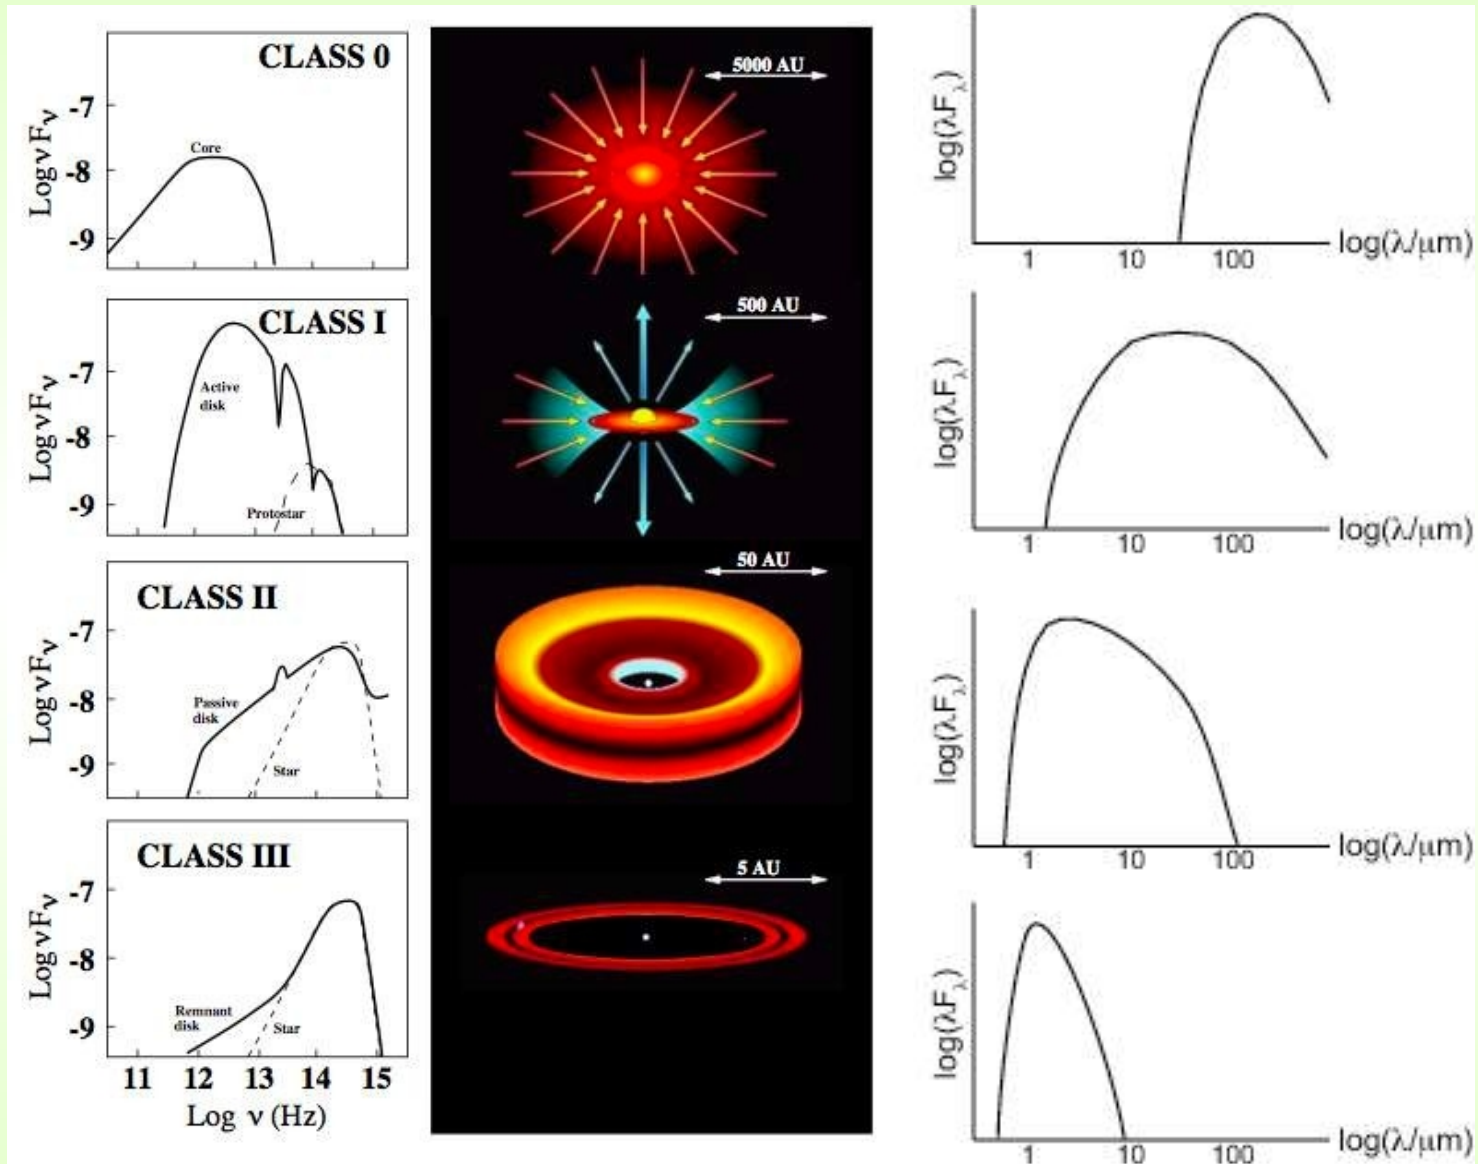 CLASS 0
Log ν Fν
-7
-8
-9
Core
5000 AU
log(λFλ)
1 10 100
log(λ/μm)
CLASS I
Log ν Fν
-7
-8
-9
Active
disk
Protostar
500 AU
log(λFλ)
1 10 100
log(λ/μm)
CLASS II
Log ν Fν
-7
-8
-9
Passive
disk
Star
50 AU
log(λFλ)
1 10 100
log(λ/μm)
CLASS III
Log ν Fν
-7
-8
-9
Remnant
disk
Star
11 12 13 14 15
Log ν (Hz)
5 AU
log(λFλ)
1 10 100
log(λ/μm)